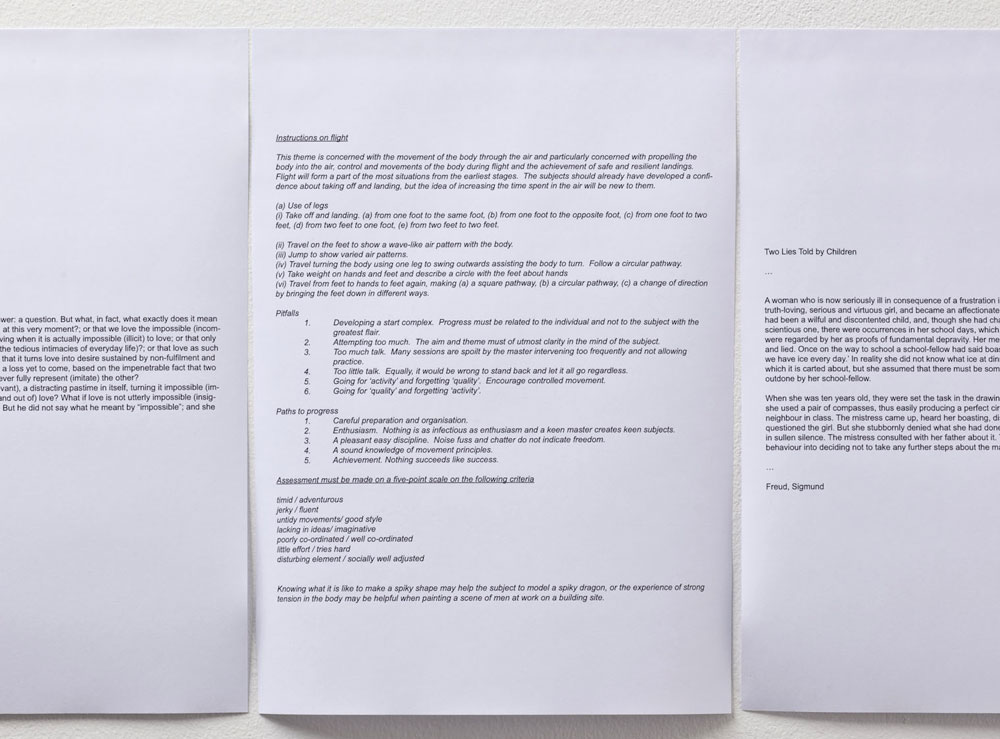 wer: a question. But what, in fact, what exactly does it mean
at this very moment?; or that we love the impossible (incom-
ving when it is actually impossible (illicit) to love; or that only
the tedious intimacies of everyday life)?; or that love as such
that it turns love into desire sustained by non-fulfilment and
a loss yet to come, based on the impenetrable fact that two
ever fully represent (imitate) the other?
vant), a distracting pastime in itself, turning it impossible (im-
and out of) love? What if love is not utterly impossible (insig-
But he did not say what he meant by “impossible”; and she
Instructions on flight
This theme is concerned with the movement of the body through the air and particularly concerned with propelling the
body into the air, control and movements of the body during flight and the achievement of safe and resilient landings.
Flight will form a part of the most situations from the earliest stages. The subjects should already have developed a confi-
dence about taking off and landing, but the idea of increasing the time spent in the air will be new to them.
(a) Use of legs
(i) Take off and landing. (a) from one foot to the same foot, (b) from one foot to the opposite foot, (c) from one foot to two
feet, (d) from two feet to one foot, (e) from two feet to two feet.
(ii) Travel on the feet to show a wave-like air pattern with the body.
(iii) Jump to show varied air patterns.
(iv) Travel turning the body using one leg to swing outwards assisting the body to turn. Follow a circular pathway.
(v) Take weight on hands and feet and describe a circle with the feet about hands
(vi) Travel from feet to hands to feet again, making (a) a square pathway, (b) a circular pathway, (c) a change of direction
by bringing the feet down in different ways.
Pitfalls
1. Developing a start complex. Progress must be related to the individual and not to the subject with the
greatest flair.
2. Attempting too much. The aim and theme must of utmost clarity in the mind of the subject.
3. Too much talk. Many sessions are spoilt by the master intervening too frequently and not allowing
practice.
4. Too little talk. Equally, it would be wrong to stand back and let it all go regardless.
5. Going for ‘activity’ and forgetting ‘quality’. Encourage controlled movement.
6. Going for ‘quality’ and forgetting ‘activity’.
Paths to progress
1. Careful preparation and organisation.
2. Enthusiasm. Nothing is as infectious as enthusiasm and a keen master creates keen subjects.
3. A pleasant easy discipline. Noise fuss and chatter do not indicate freedom.
4. A sound knowledge of movement principles.
5. Achievement. Nothing succeeds like success.
Assessment must be made on a five-point scale on the following criteria
timid / adventurous
jerky / fluent
untidy movements/ good style
lacking in ideas/ imaginative
poorly co-ordinated / well co-ordinated
little effort / tries hard
disturbing element / socially well adjusted
Knowing what it is like to make a spiky shape may help the subject to model a spiky dragon, or the experience of strong
tension in the body may be helpful when painting a scene of men at work on a building site.
Two Lies Told by Children
...
A woman who is now seriously ill in consequence of a frustration i
truth-loving, serious and virtuous girl, and became an affectionate
had been a wilful and discontented child, and, though she had cha
scientious one, there were occurrences in her school days, which
were regarded by her as proofs of fundamental depravity. Her me
and lied. Once on the way to school a school-fellow had said boas
we have ice every day.’ In reality she did not know what ice at din
which it is carted about, but she assumed that there must be som
outdone by her school-fellow.
When she was ten years old, they were set the task in the drawin
she used a pair of compasses, thus easily producing a perfect circ
neighbour in class. The mistress came up, heard her boasting, di
questioned the girl. But she stubbornly denied what she had done
in sullen silence. The mistress consulted with her father about it.
behaviour into deciding not to take any further steps about the ma
...
Freud, Sigmund